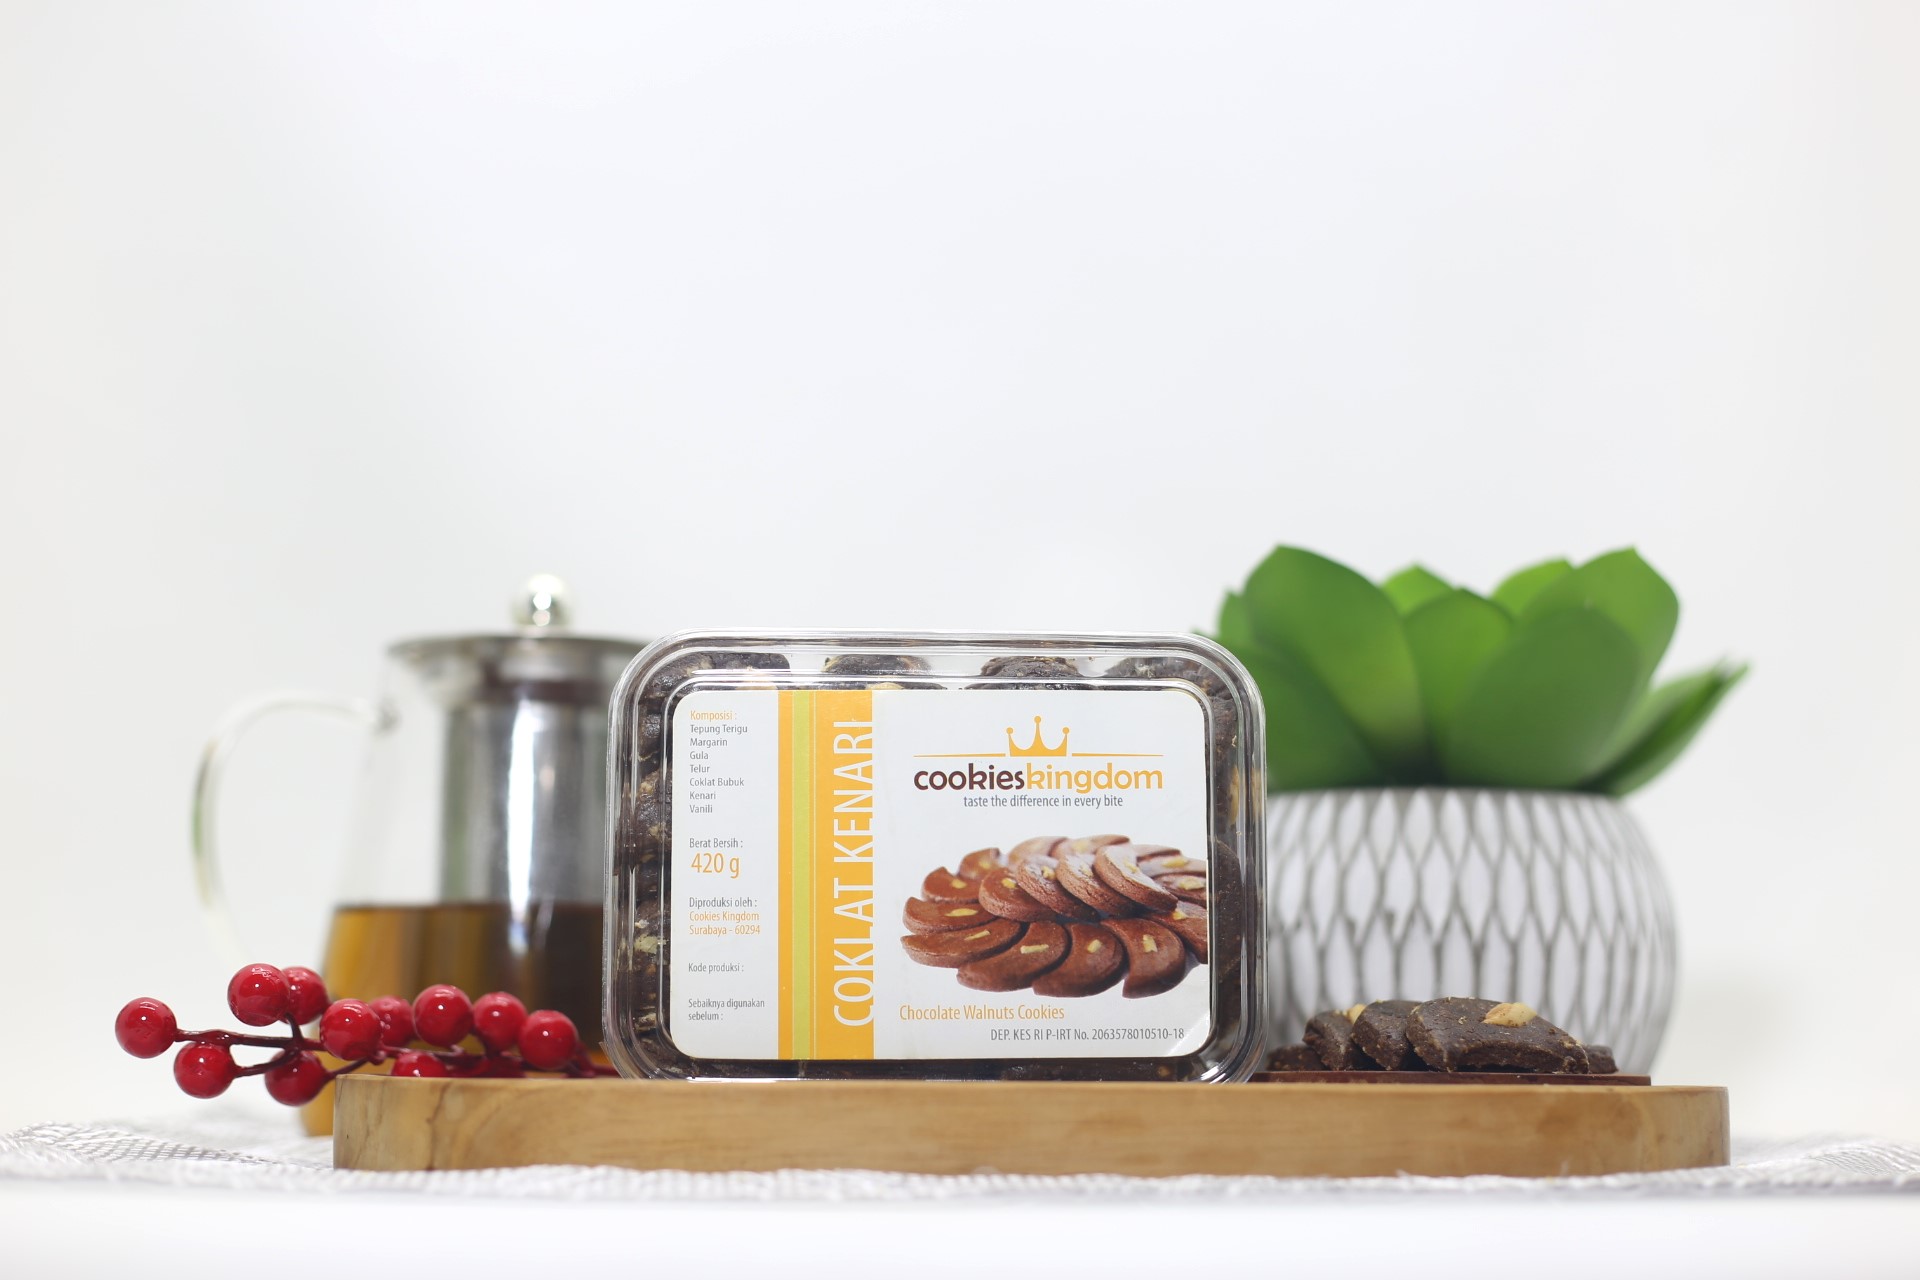 Komposisi :
Tepung Terigu
Margarin
Gula
Telur
Coklat Bubuk
Kenari
Vanili
Berat Bersih :
420 g
Diproduksi oleh :
Cookies Kingdom
Surabaya - 60294
Kode produksi :
Sebaiknya digunakan
sebelum :
COKLAT KENARI
cookieskingdom
taste the difference in every bite
Chocolate Walnuts Cookies
DEP. KES RI P-IRT No. 2063578010510-18